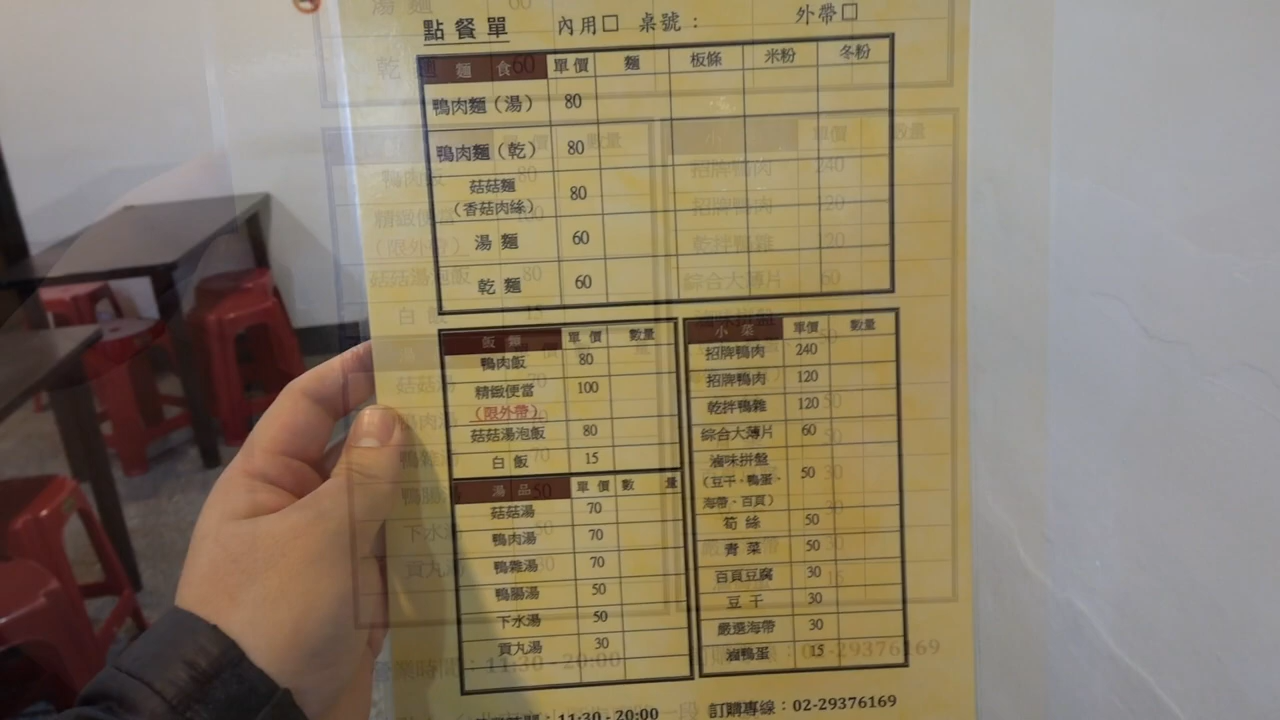 點餐單 內用□ 桌號： 外帶□
麵食 單價 麵 板條 米粉 冬粉
鴨肉麵（湯） 80
鴨肉麵（乾） 80
菇菇麵 80
（香菇肉絲）
湯麵 60
乾麵 60
飯類 單價 數量
鴨肉飯 80
精緻便當 100
（限外帶）
菇菇湯泡飯 80
白飯 15
湯品 單價 數量
菇菇湯 70
鴨肉湯 70
鴨雜湯 70
鴨腸湯 50
下水湯 50
貢丸湯 30
小菜 單價 數量
招牌鴨肉 240
招牌鴨肉 120
乾拌鴨雜 120
綜合大薄片 60
滷味拼盤 50
（豆干、鴨蛋、
海帶、百頁）
筍絲 50
青菜 50
百頁豆腐 30
豆干 30
嚴選海帶 30
滷鴨蛋 15
11:30 - 20:00 訂購專線：02-29376169